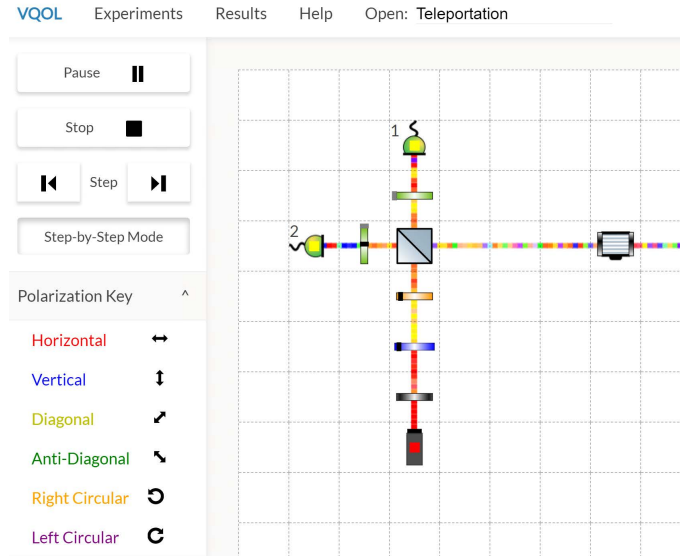 VQOL Experiments Results Help Open: Teleportation
Pause
Stop
Step
Step-by-Step Mode
Polarization Key
Horizontal
Vertical
Diagonal
Anti-Diagonal
Right Circular
Left Circular
1
2